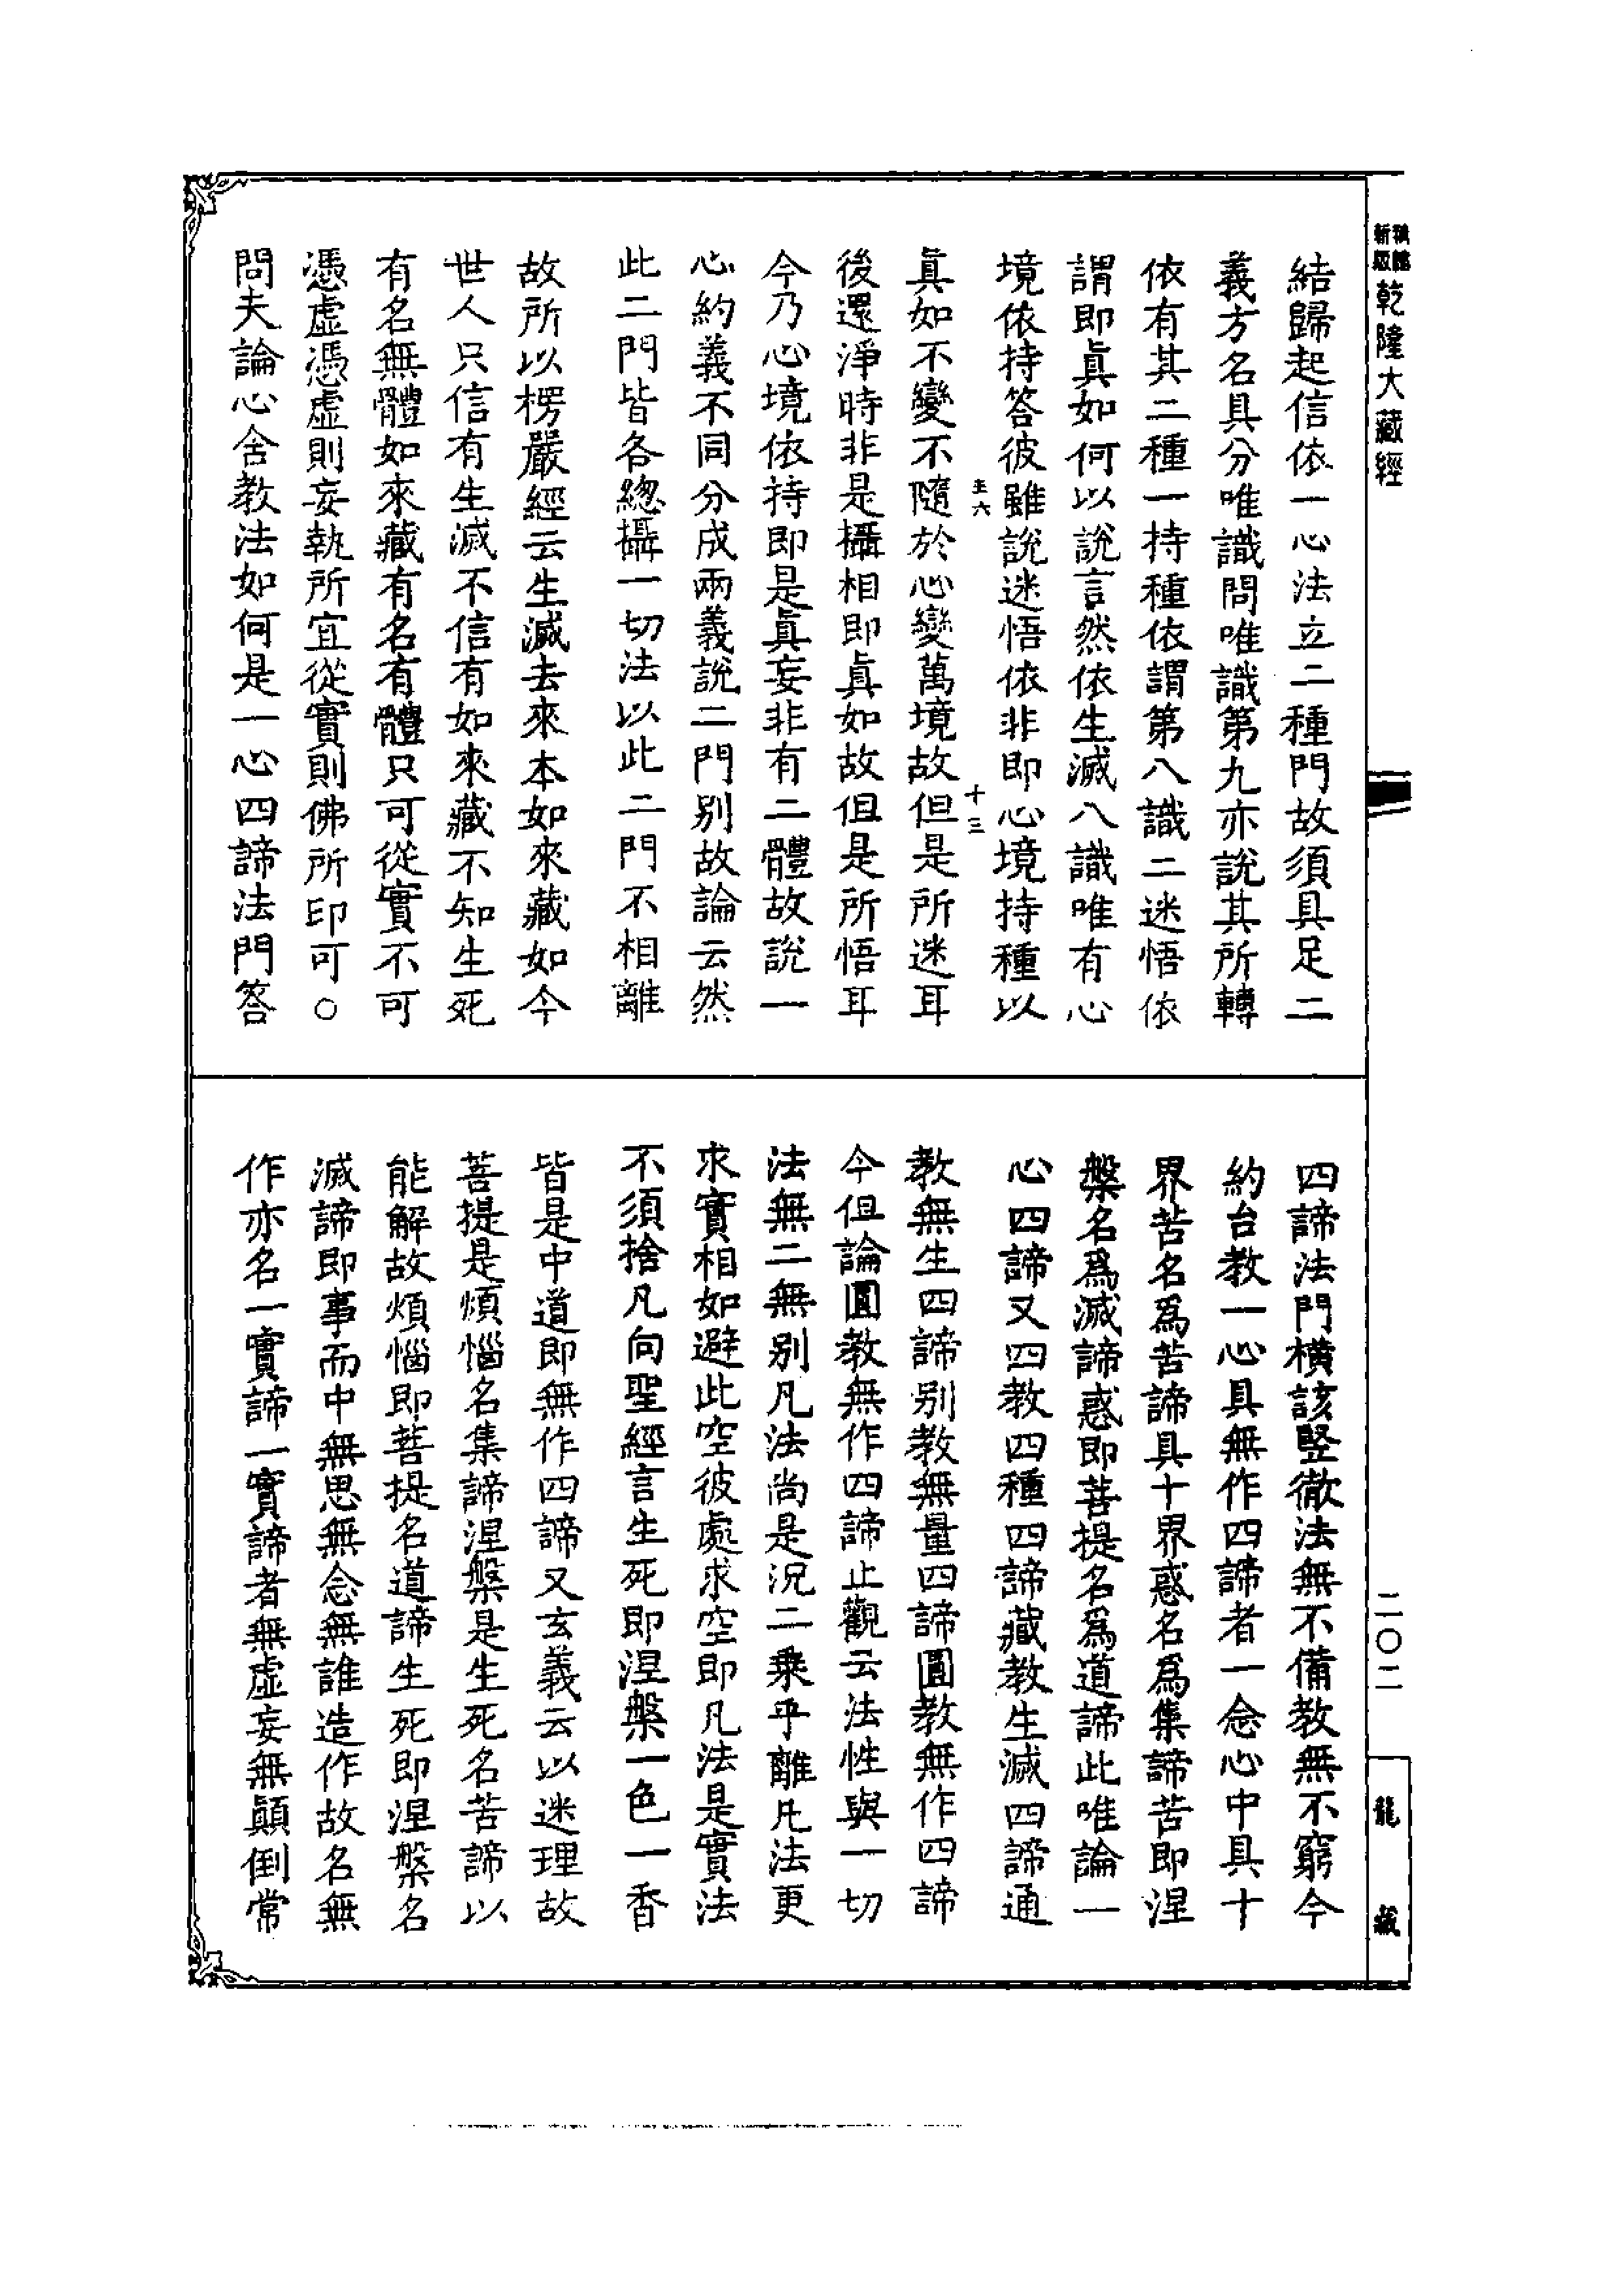 乾隆大藏經
結歸起信依一心法立二種門故須具足二
義方名具分唯識問唯識第九亦說其所轉
依有其二種一持種依謂第八識二迷悟依
謂即眞如何以說言然依生滅八識唯有心
境依持答彼雖說迷悟依非即心境持種以
眞如不變不隨於心變萬境故但是所迷耳
後還淨時非是攝相即眞如故但是所悟耳
今乃心境依持即是眞妄非有二體故說一
心約義不同分成兩義說二門別故論云然
此二門皆各總攝一切法以此二門不相離
故所以楞嚴經云生滅去來本如來藏如今
世人只信有生滅不信有如來藏不知生死
有名無體如來藏有名有體只可從實不可
憑虛憑虛則妄執所宜從實則佛所印可○
問夫論心含教法如何是一心四諦法門答
十三
四諦法門橫該竪徹法無不備教無不窮今
約台教一心具無作四諦者一念心中具十
界苦名爲苦諦具十界惑名爲集諦苦即涅
槃名爲滅諦惑即菩提名爲道諦此唯論一
心四諦又四教四種四諦藏教生滅四諦通
教無生四諦別教無量四諦圓教無作四諦
今但論圓教無作四諦止觀云法性與一切
法無二無別凡法尚是況二乘乎離凡法更
求實相如避此空彼處求空即凡法是實法
不須捨凡向聖經言生死即涅槃一色一香
皆是中道即無作四諦又玄義云以迷理故
菩提是煩惱名集諦涅槃是生死名苦諦以
能解故煩惱即菩提名道諦生死即涅槃名
滅諦即事而中無思無念無誰造作故名無
作亦名一實諦一實諦者無虛妄無顚倒常
二〇二
龍藏